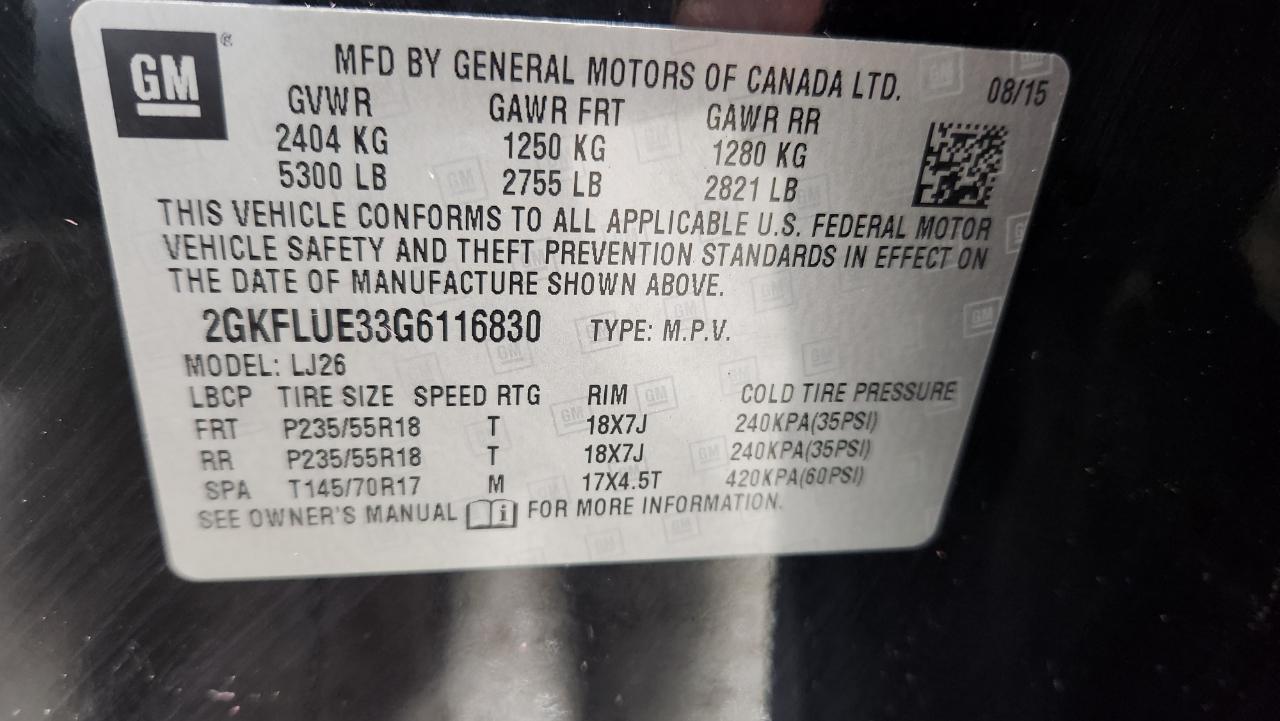 GM®
MFD BY GENERAL MOTORS OF CANADA LTD. 08/15
GVWR GAWR FRT GAWR RR
2404 KG 1250 KG 1280 KG
5300 LB 2755 LB 2821 LB
THIS VEHICLE CONFORMS TO ALL APPLICABLE U.S. FEDERAL MOTOR
VEHICLE SAFETY AND THEFT PREVENTION STANDARDS IN EFFECT ON
THE DATE OF MANUFACTURE SHOWN ABOVE.
2GKFLUE33G6116830 TYPE: M.P.V.
MODEL: LJ26
LBCP TIRE SIZE SPEED RTG RIM COLD TIRE PRESSURE
FRT P235/55R18 T 18X7J 240KPA(35PSI)
RR P235/55R18 T 18X7J 240KPA(35PSI)
SPA T145/70R17 M 17X4.5T 420KPA(60PSI)
SEE OWNER'S MANUAL i FOR MORE INFORMATION.